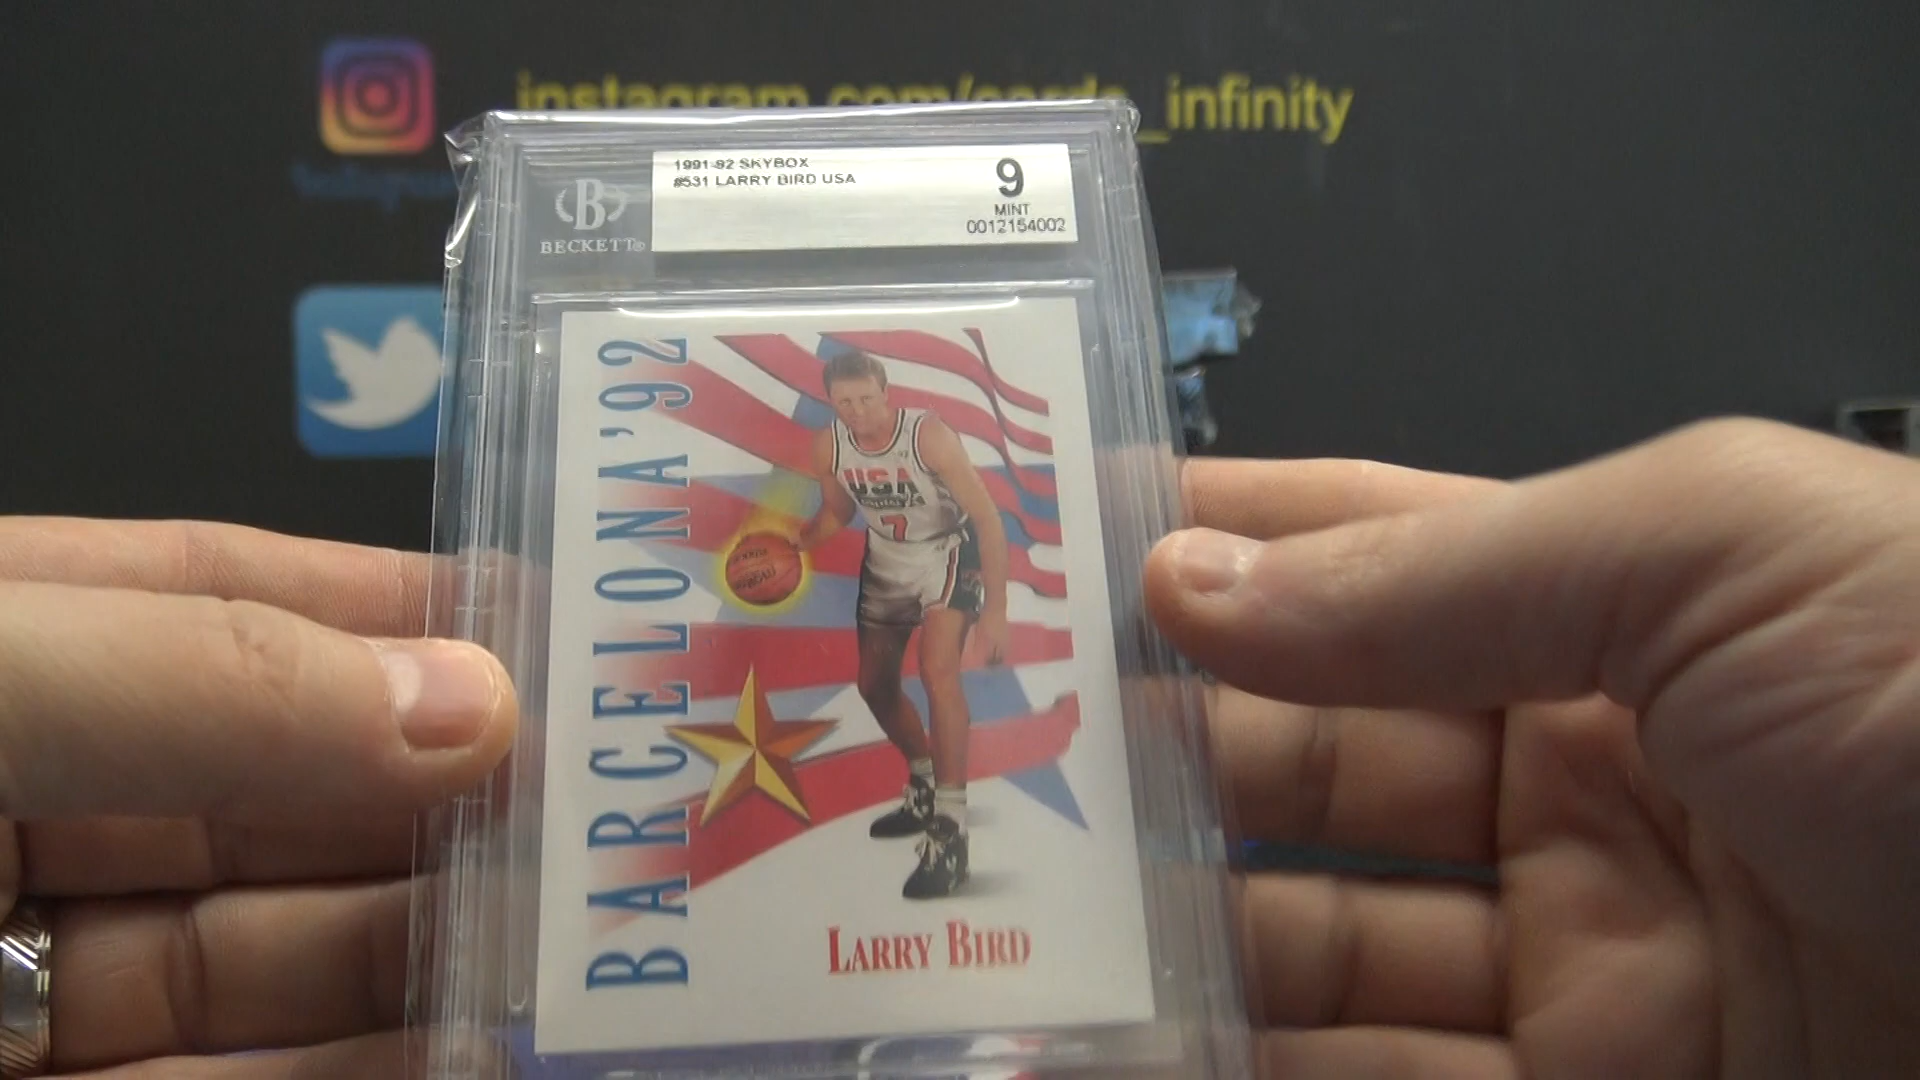 instagram.com/cards_infinity
1991-92 SKYBOX
#531 LARRY BIRD USA
9
MINT
0012154002
B
BECKETT®
BARCELONA '92
USA
7
LARRY BIRD